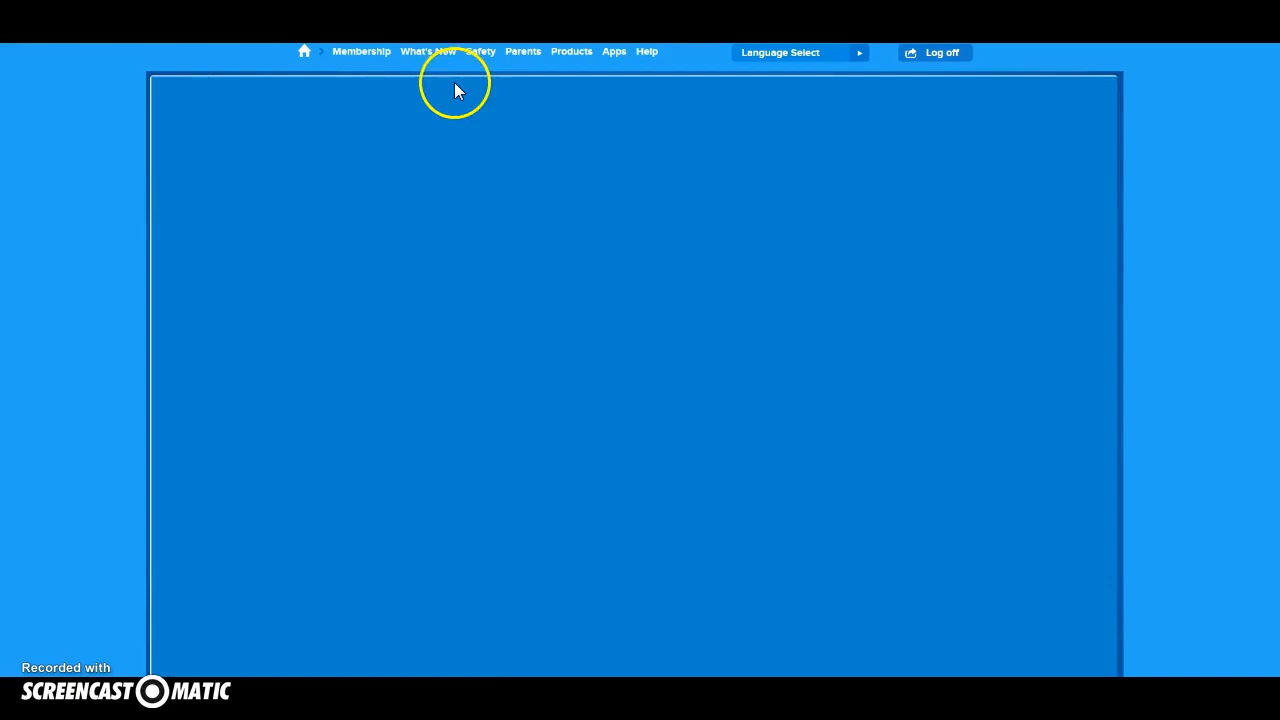 Membership What's New Safety Parents Products Apps Help
Language Select
Log off
Recorded with
SCREENCAST MATIC